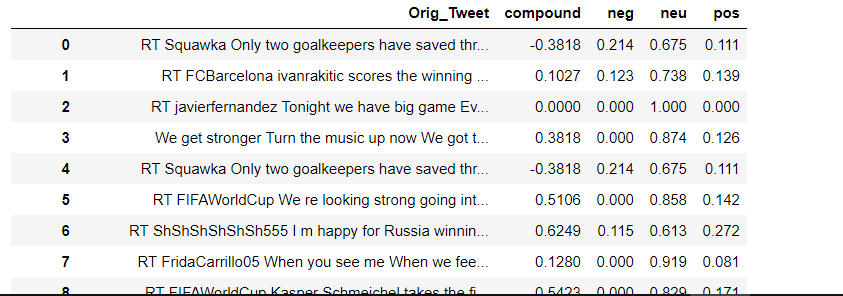 Orig_Tweet compound neg neu pos
0 RT Squawka Only two goalkeepers have saved thr... -0.3818 0.214 0.675 0.111
1 RT FCBarcelona ivanrakitic scores the winning ... 0.1027 0.123 0.738 0.139
2 RT javierfernandez Tonight we have big game Ev... 0.0000 0.000 1.000 0.000
3 We get stronger Turn the music up now We got t... 0.3818 0.000 0.874 0.126
4 RT Squawka Only two goalkeepers have saved thr... -0.3818 0.214 0.675 0.111
5 RT FIFAWorldCup We re looking strong going int... 0.5106 0.000 0.858 0.142
6 RT ShShShShShSh555 I m happy for Russia winnin... 0.6249 0.115 0.613 0.272
7 RT FridaCarrillo05 When you see me When we fee... 0.1280 0.000 0.919 0.081
8 RT FIFAWorldCup Kasper Schmeichel takes the fi... 0.5423 0.000 0.829 0.171